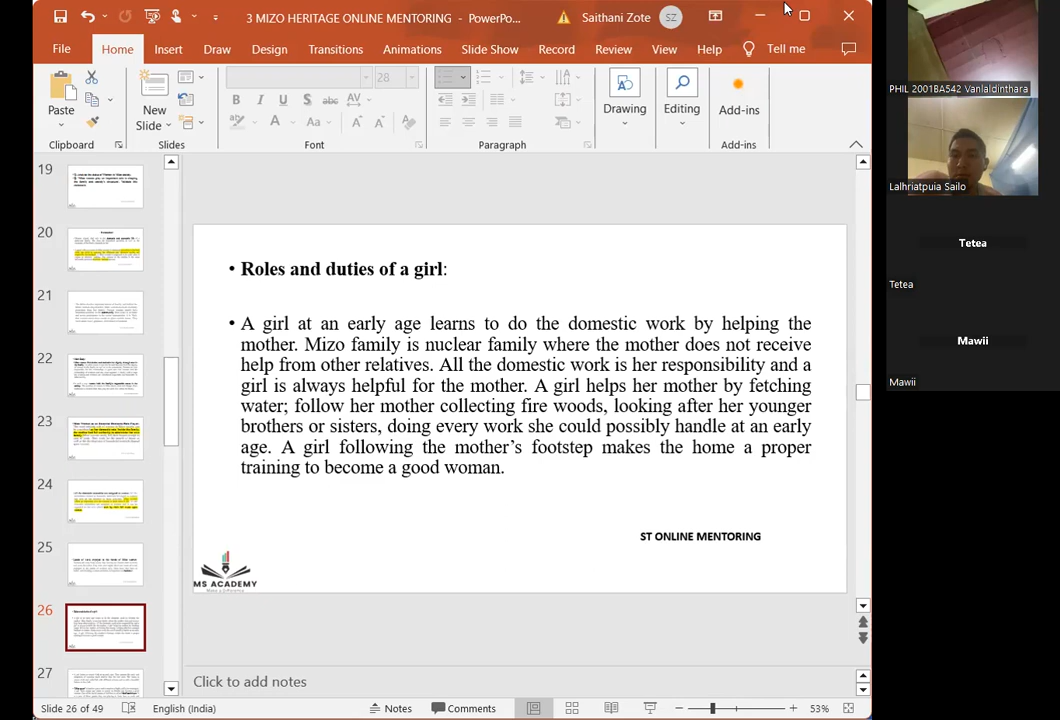 3 MIZO HERITAGE ONLINE MENTORING - PowerPo...
Saithani Zote
SZ
File Home Insert Draw Design Transitions Animations Slide Show Record Review View Help Tell me
28
Paste
New
Slide
Drawing
Editing
Add-ins
Clipboard
Slides
Font
Paragraph
Add-ins
19
20
21
22
23
24
25
26
27
• Roles and duties of a girl:
• A girl at an early age learns to do the domestic work by helping the
mother. Mizo family is nuclear family where the mother does not receive
help from other relatives. All the domestic work is her responsibility and a
girl is always helpful for the mother. A girl helps her mother by fetching
water; follow her mother collecting fire woods, looking after her younger
brothers or sisters, doing every work she could possibly handle at an early
age. A girl following the mother's footstep makes the home a proper
training to become a good woman.
ST ONLINE MENTORING
MS ACADEMY
Make a Difference
Click to add notes
Slide 26 of 49
English (India)
Notes
Comments
53%
PHIL 2001BA542 Vanlaldinthara
Lalhriatpuia Sailo
Tetea
Tetea
Mawii
Mawii